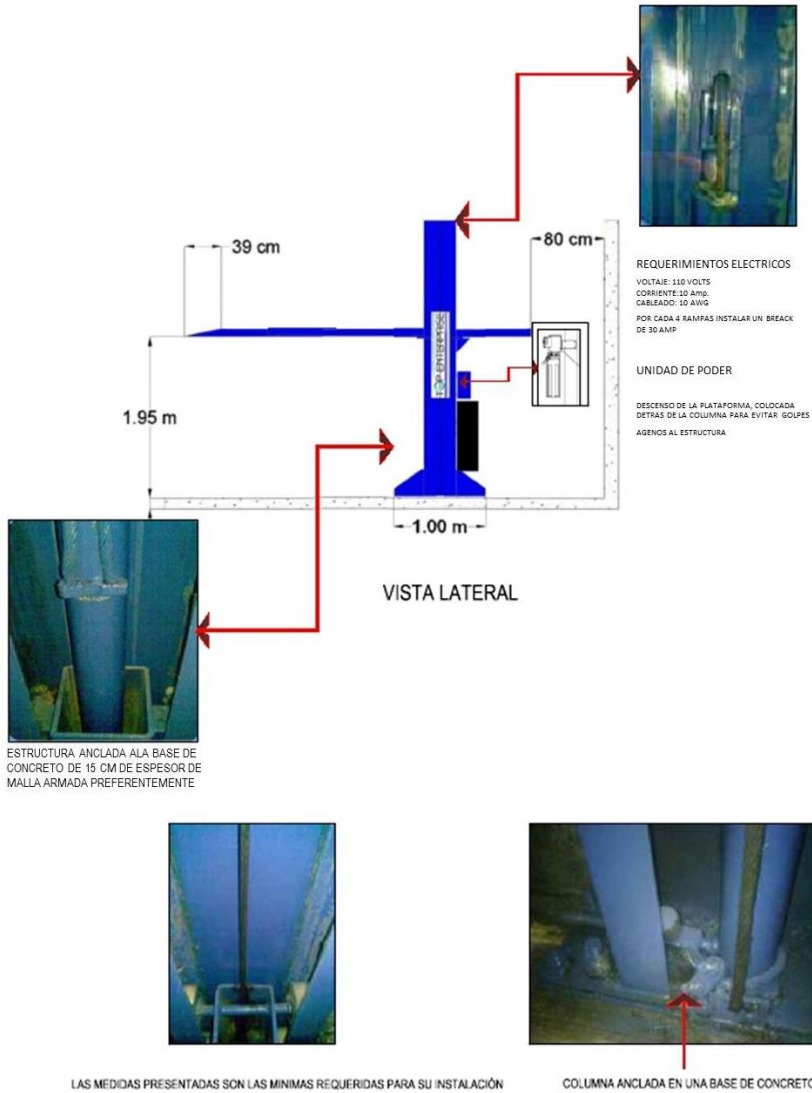 39 cm
80 cm
REQUERIMIENTOS ELECTRICOS
VOLTAJE: 110 VOLTS
CORRIENTE:10 Amp.
CABLEADO: 10 AWG
POR CADA 4 RAMPAS INSTALAR UN BREACK
DE 30 AMP
TOP ENTERPRISE
UNIDAD DE PODER
1.95 m
DESCENSO DE LA PLATAFORMA, COLOCADA
DETRAS DE LA COLUMNA PARA EVITAR GOLPES
AGENOS AL ESTRUCTURA
1.00 m
VISTA LATERAL
ESTRUCTURA ANCLADA ALA BASE DE
CONCRETO DE 15 CM DE ESPESOR DE
MALLA ARMADA PREFERENTEMENTE
LAS MEDIDAS PRESENTADAS SON LAS MINIMAS REQUERIDAS PARA SU INSTALACIÓN
COLUMNA ANCLADA EN UNA BASE DE CONCRETO